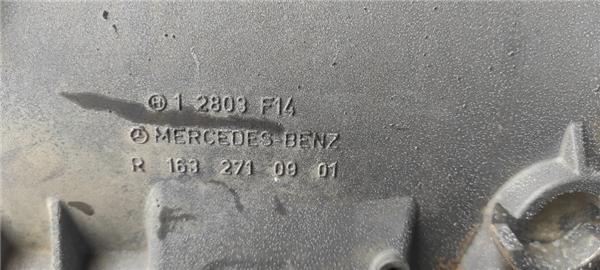 Ⓗ 1 2803 F14
MERCEDES-BENZ
R 163 271 09 01